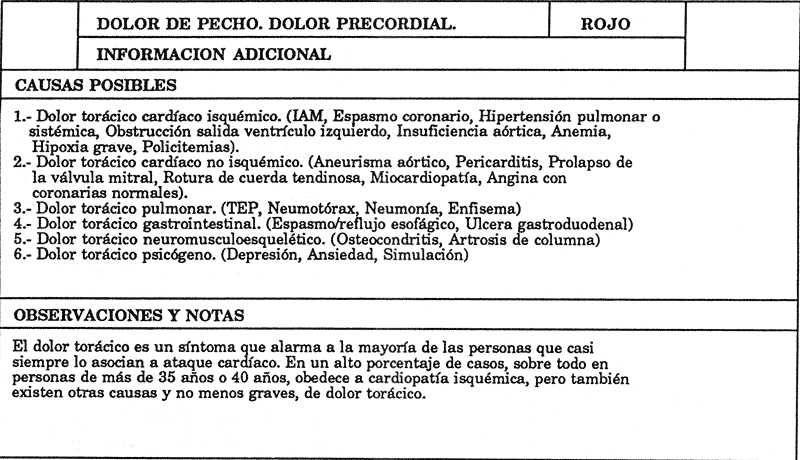 DOLOR DE PECHO. DOLOR PRECORDIAL. ROJO
INFORMACION ADICIONAL
CAUSAS POSIBLES
1.- Dolor torácico cardíaco isquémico. (IAM, Espasmo coronario, Hipertensión pulmonar o
sistémica, Obstrucción salida ventrículo izquierdo, Insuficiencia aórtica, Anemia,
Hipoxia grave, Policitemias).
2.- Dolor torácico cardíaco no isquémico. (Aneurisma aórtico, Pericarditis, Prolapso de
la válvula mitral, Rotura de cuerda tendinosa, Miocardiopatía, Angina con
coronarias normales).
3.- Dolor torácico pulmonar. (TEP, Neumotórax, Neumonía, Enfisema)
4.- Dolor torácico gastrointestinal. (Espasmo/reflujo esofágico, Ulcera gastroduodenal)
5.- Dolor torácico neuromusculoesquelético. (Osteocondritis, Artrosis de columna)
6.- Dolor torácico psicógeno. (Depresión, Ansiedad, Simulación)
OBSERVACIONES Y NOTAS
El dolor torácico es un síntoma que alarma a la mayoría de las personas que casi
siempre lo asocian a ataque cardíaco. En un alto porcentaje de casos, sobre todo en
personas de más de 35 años o 40 años, obedece a cardiopatía isquémica, pero también
existen otras causas y no menos graves, de dolor torácico.